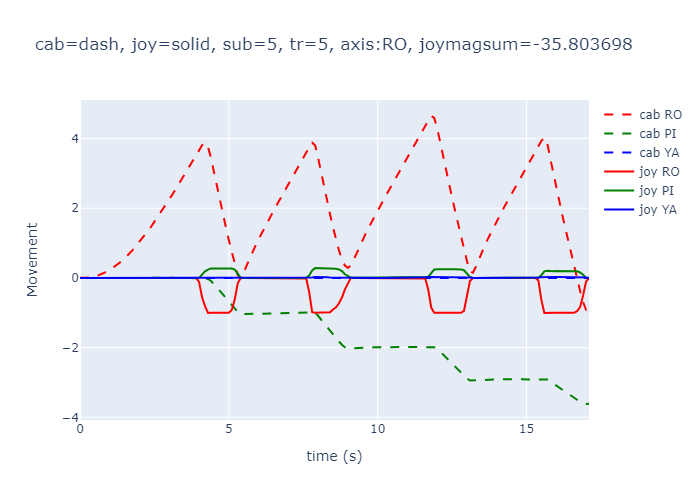 cab=dash, joy=solid, sub=5, tr=5, axis:RO, joymagsum=-35.803698
4
2
0
−2
−4
0
5
10
15
Movement
time (s)
cab RO
cab PI
cab YA
joy RO
joy PI
joy YA